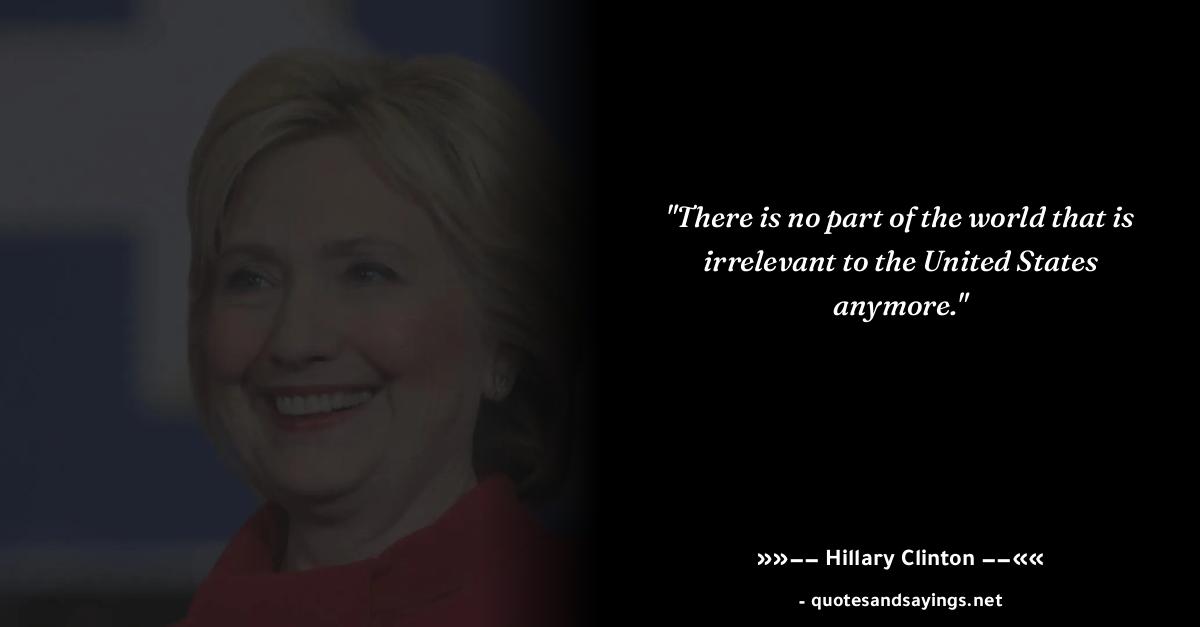 "There is no part of the world that is
irrelevant to the United States
anymore."
»»–– Hillary Clinton ––««
- quotesandsayings.net